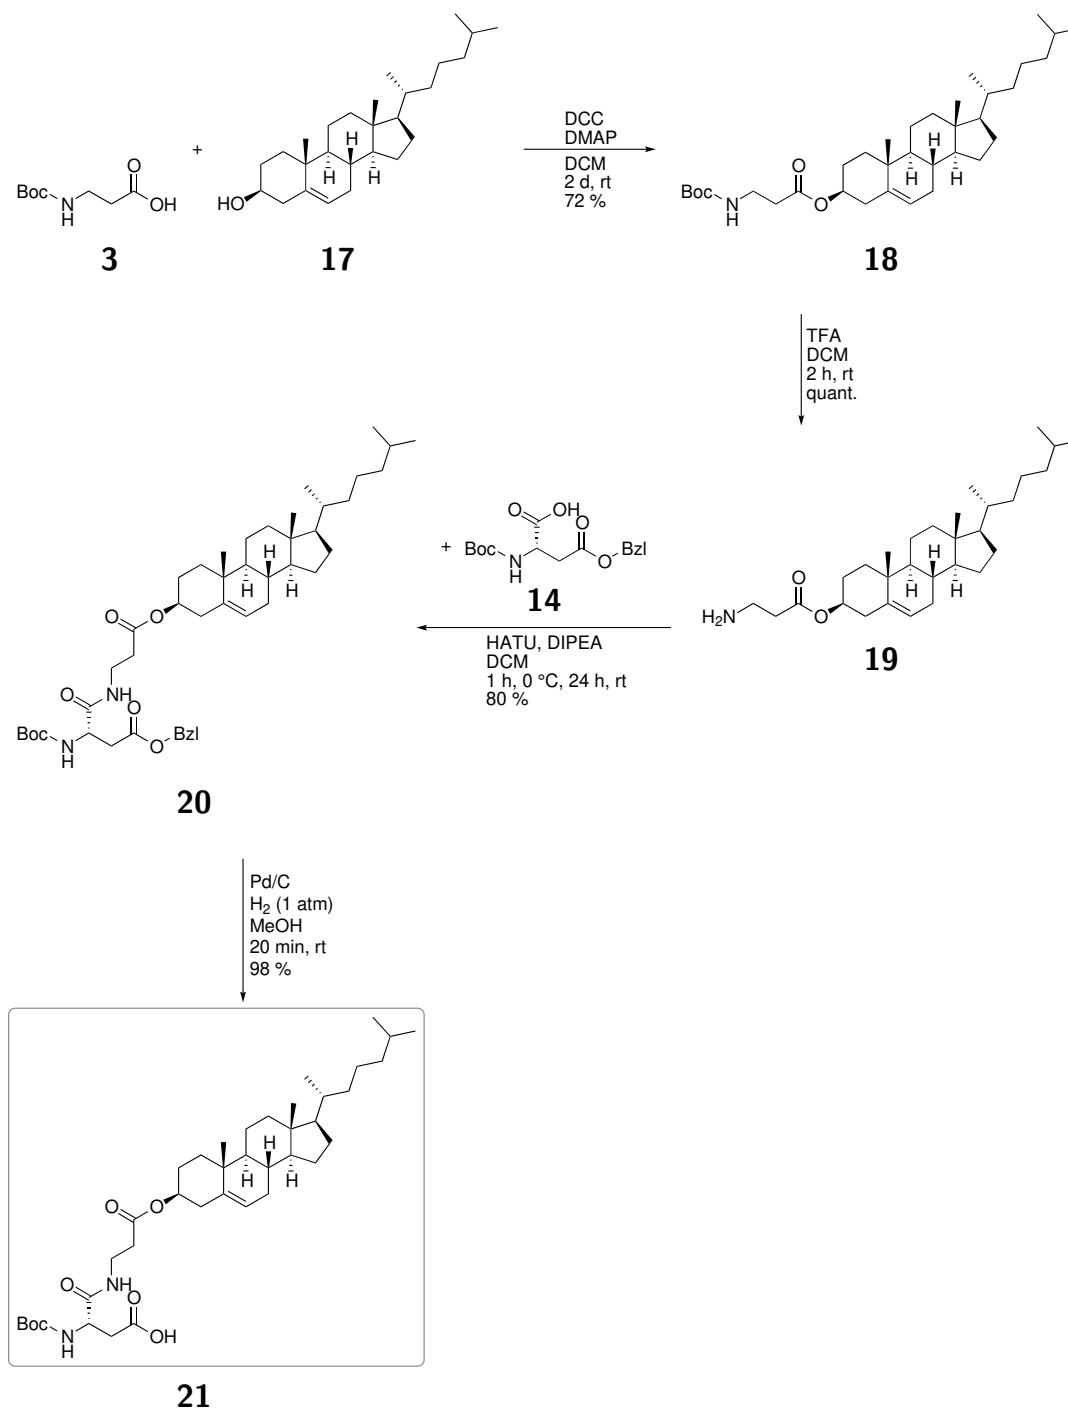 O
Boc
N
H
OH
3
+
HO
H
H
H
17
DCC
DMAP
DCM
2 d, rt
72 %
Boc
N
H
O
O
H
H
H
18
TFA
DCM
2 h, rt
quant.
H2N
O
O
H
H
H
19
+
O
OH
O
Boc
N
H
O
Bzl
14
HATU, DIPEA
DCM
1 h, 0 °C, 24 h, rt
80 %
H
H
H
O
O
O
NH
O
Boc
N
H
O
Bzl
20
Pd/C
H2 (1 atm)
MeOH
20 min, rt
98 %
H
H
H
O
O
O
NH
O
Boc
N
H
OH
21